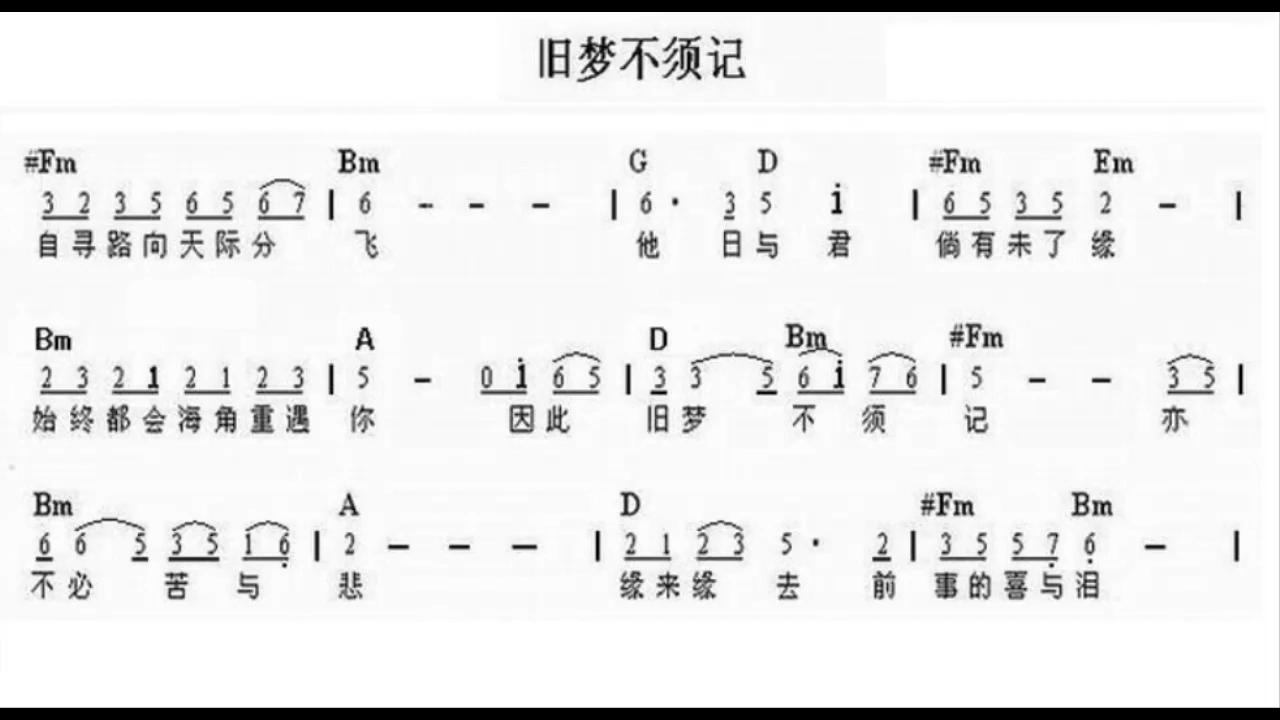 旧梦不须记
#Fm Bm G D #Fm Em
3 2 3 5 6 5 6 7 | 6 - - - | 6 · 3 5 i | 6 5 3 5 2 - |
自寻路向天际分 飞 他 日与 君 倘有未了缘
Bm A D Bm #Fm
2 3 2 1 2 1 2 3 | 5 - 0 i 6 5 | 3 3 5 6 i 7 6 | 5 - - 3 5 |
始终都会海角重遇 你 因此 旧梦 不 须 记 亦
Bm A D #Fm Bm
6 6 5 3 5 1 6 | 2 - - - | 2 1 2 3 5 · 2 | 3 5 5 7 6 - |
不必 苦 与 悲 缘来缘 去 前 事的喜与泪